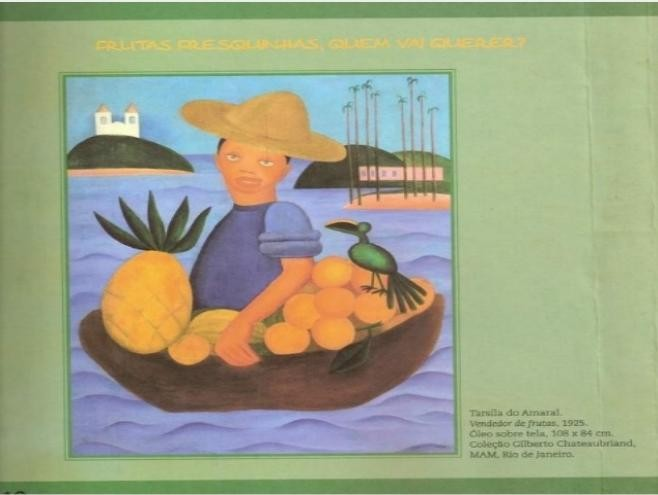 FRUTAS FRESQUINHAS, QUEM VAI QUERER?
Tarsila do Amaral.
Vendedor de frutas, 1925.
Óleo sobre tela, 108 x 84 cm.
Coleção Gilberto Chateaubriand,
MAM, Rio de Janeiro.